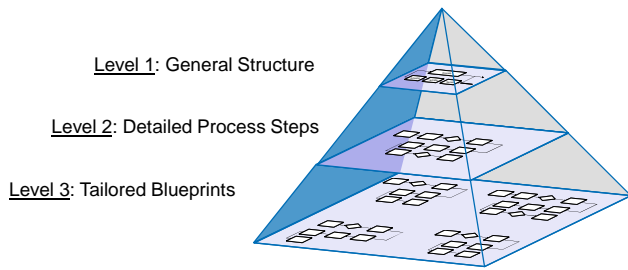 Level 1: General Structure
Level 2: Detailed Process Steps
Level 3: Tailored Blueprints